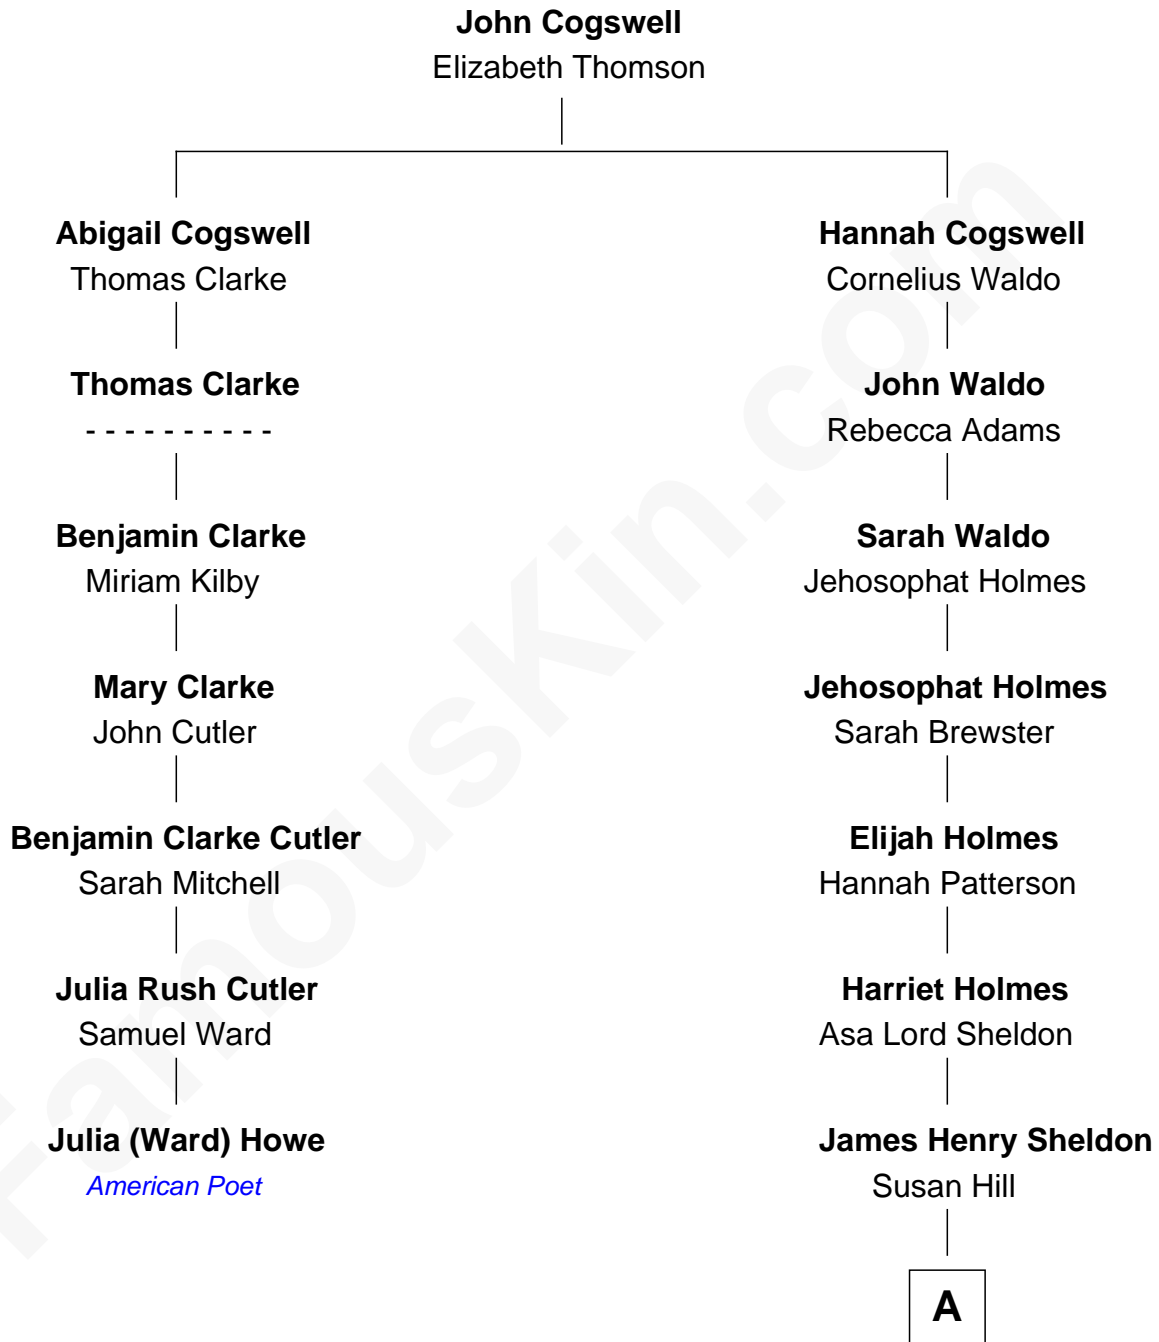 John Cogswell
Elizabeth Thomson
Abigail Cogswell
Thomas Clarke
Hannah Cogswell
Cornelius Waldo
Thomas Clarke
- - - - - - - - - -
John Waldo
Rebecca Adams
Benjamin Clarke
Miriam Kilby
Sarah Waldo
Jehosophat Holmes
Mary Clarke
John Cutler
Jehosophat Holmes
Sarah Brewster
Benjamin Clarke Cutler
Sarah Mitchell
Elijah Holmes
Hannah Patterson
Julia Rush Cutler
Samuel Ward
Harriet Holmes
Asa Lord Sheldon
Julia (Ward) Howe
American Poet
James Henry Sheldon
Susan Hill
A
FamousKin.com